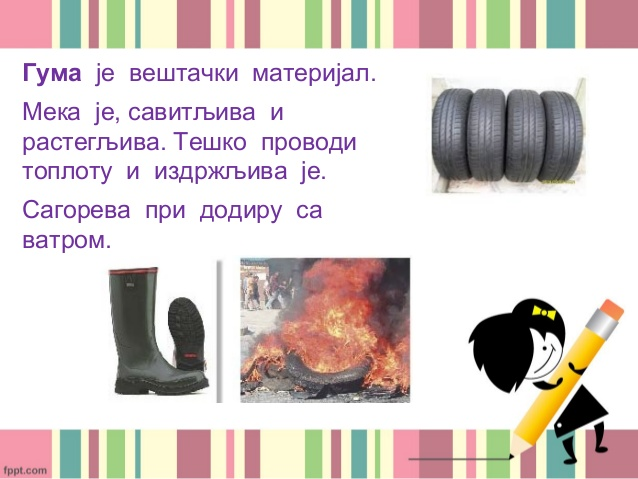 Гума је вештачки материјал.
Мека је, савитљива и
растегљива. Тешко проводи
топлоту и издржљива је.
Сагорева при додиру са
ватром.
fppt.com